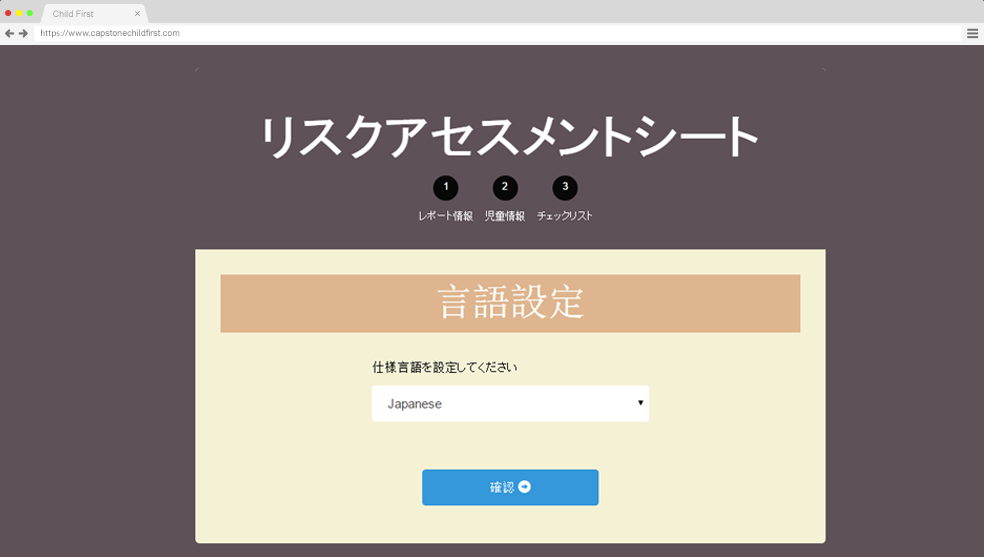 Child First
https://www.capstonechildfirst.com
リスクアセスメントシート
1 2 3
レポート情報 児童情報 チェックリスト
言語設定
仕様言語を設定してください
Japanese
確認